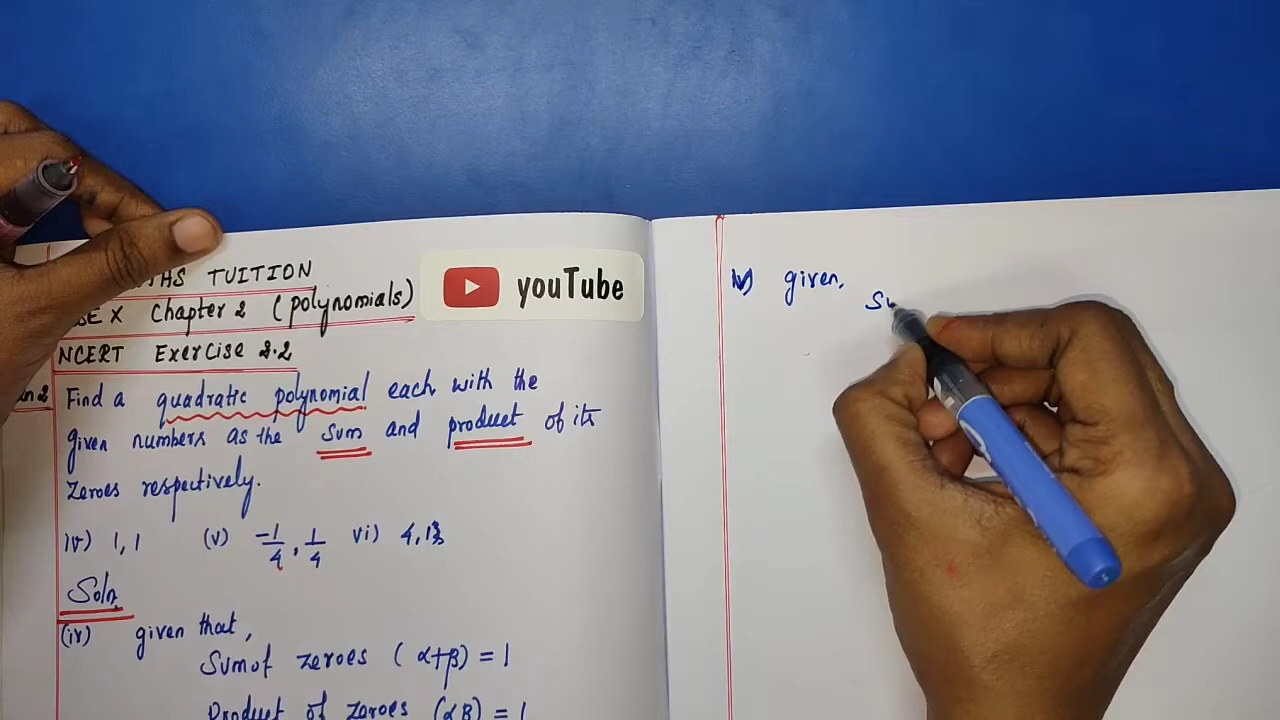 THS TUITION
SE X Chapter 2 (polynomials)
NCERT Exercise 2.2
Find a quadratic polynomial each with the
given numbers as the sum and product of its
Zeroes respectively.
iv) 1, 1 (v) -1/4, 1/4 vi) 4, 1
Soln
(iv) given that,
Sum of zeroes (α+β) = 1
Product of zeroes (αβ) = 1
youTube
v) given,
Su